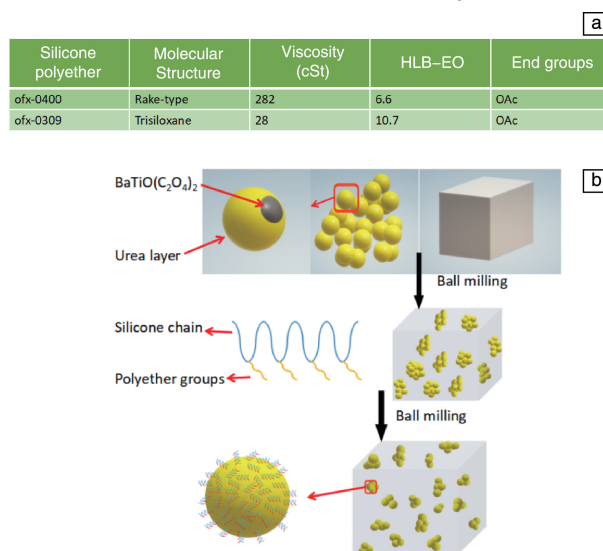 a
Silicone polyether Molecular Structure Viscosity (cSt) HLB–EO End groups
ofx-0400 Rake-type 282 6.6 OAc
ofx-0309 Trisiloxane 28 10.7 OAc
b
BaTiO(C₂O₄)₂
Urea layer
Ball milling
Silicone chain
Polyether groups
Ball milling